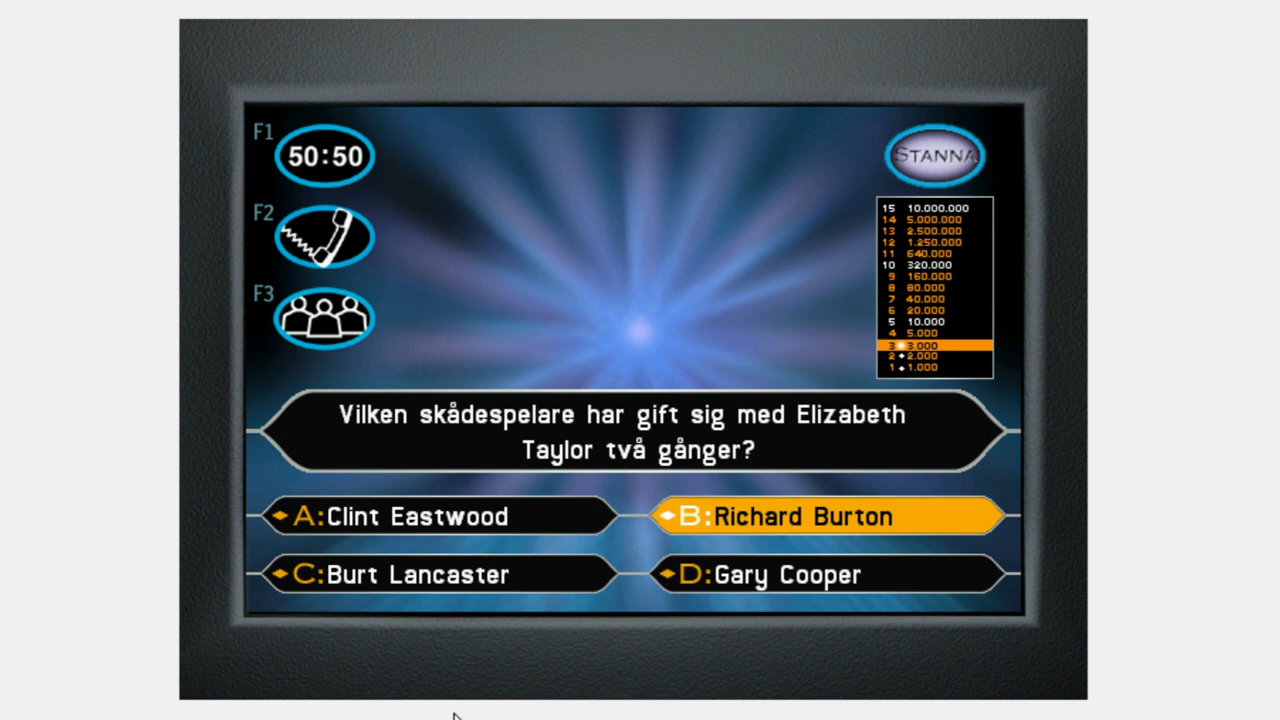 F1
50:50
STANNA
F2
F3
15 10.000.000
14 5.000.000
13 2.500.000
12 1.250.000
11 640.000
10 320.000
9 160.000
8 80.000
7 40.000
6 20.000
5 10.000
4 5.000
3 3.000
2 2.000
1 1.000
Vilken skådespelare har gift sig med Elizabeth
Taylor två gånger?
A:Clint Eastwood
B:Richard Burton
C:Burt Lancaster
D:Gary Cooper